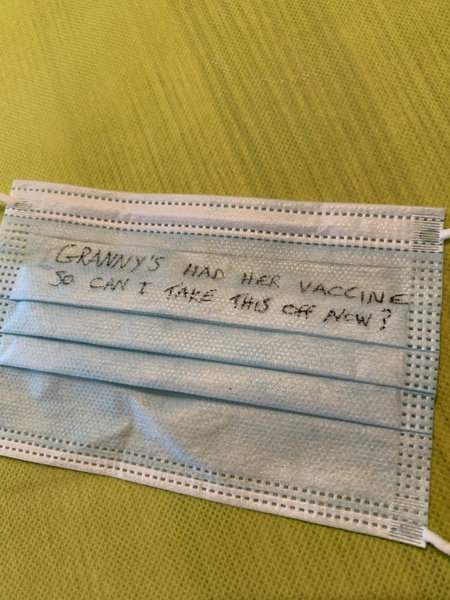 GRANNY'S HAD HER VACCINE
SO CAN I TAKE THIS OFF NOW?